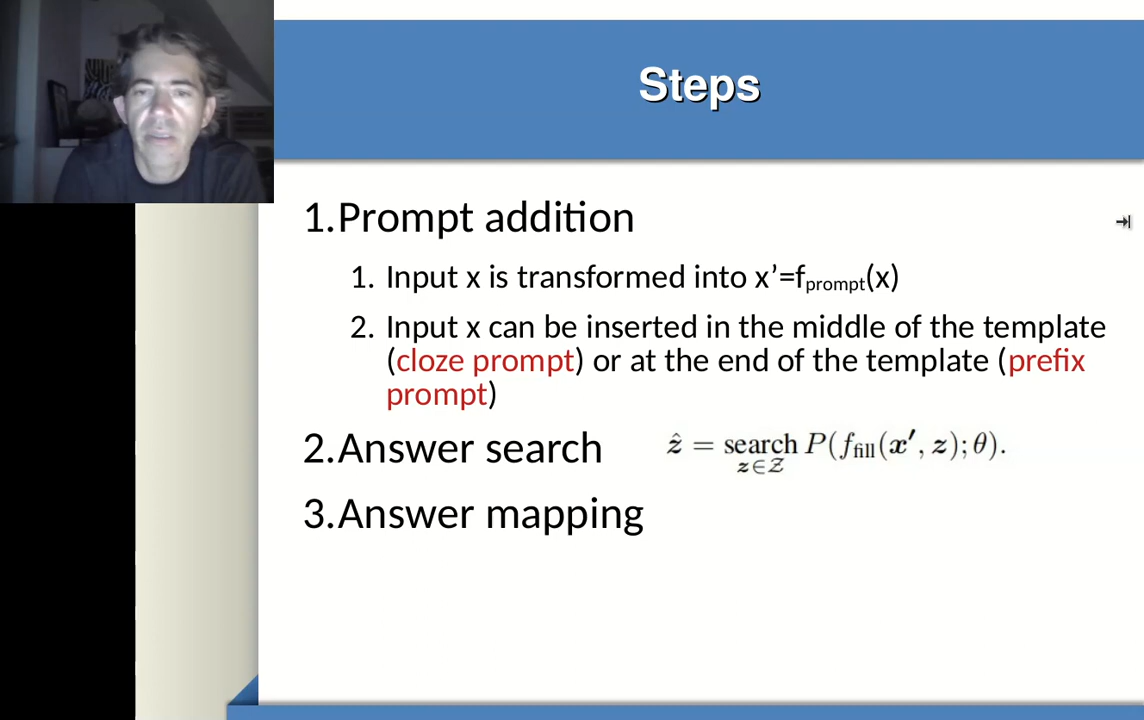 Steps
1.Prompt addition
1. Input x is transformed into x’=fprompt(x)
2. Input x can be inserted in the middle of the template
(cloze prompt) or at the end of the template (prefix
prompt)
2.Answer search ẑ = search P(ffill(x′, z); θ).
z∈Z
3.Answer mapping